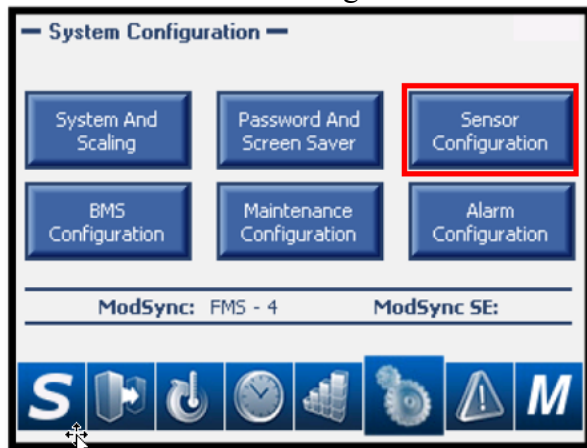 System Configuration
System And
Scaling
Password And
Screen Saver
Sensor
Configuration
BMS
Configuration
Maintenance
Configuration
Alarm
Configuration
ModSync: FMS - 4 ModSync SE:
S M